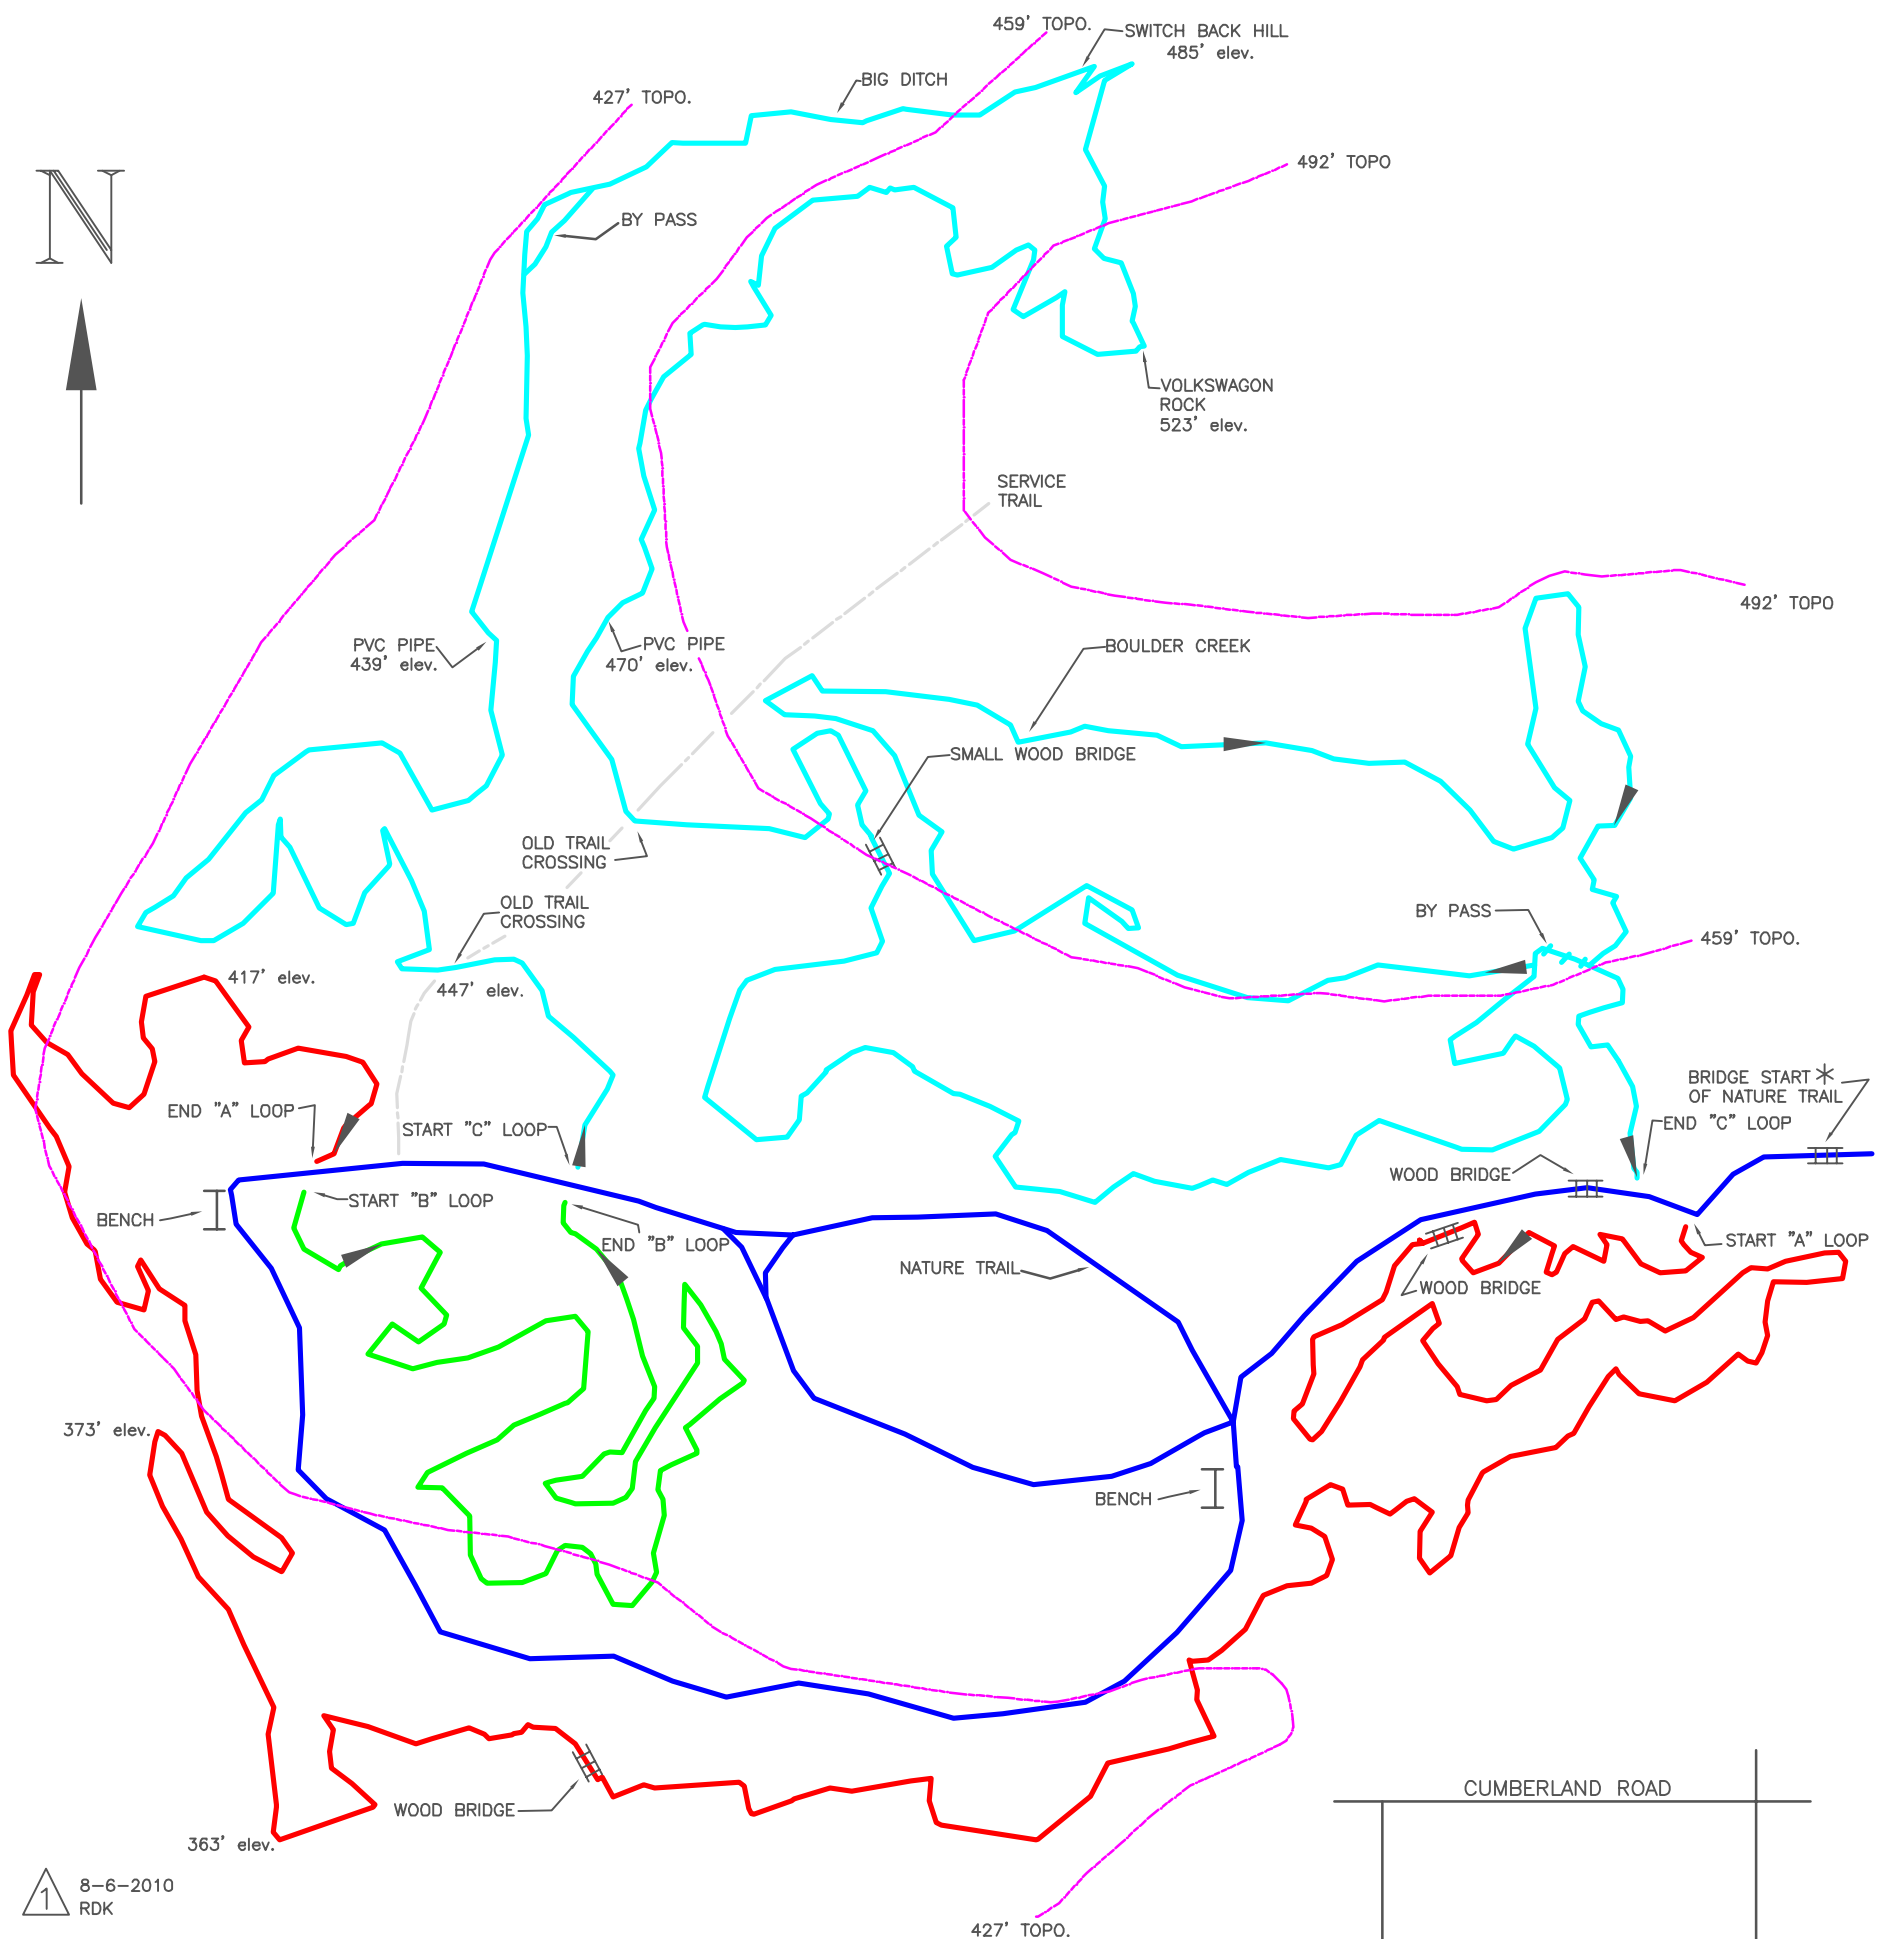 459' TOPO.
SWITCH BACK HILL
485' elev.
BIG DITCH
427' TOPO.
492' TOPO
N
BY PASS
VOLKSWAGON
ROCK
523' elev.
SERVICE
TRAIL
492' TOPO
PVC PIPE
439' elev.
PVC PIPE
470' elev.
BOULDER CREEK
SMALL WOOD BRIDGE
OLD TRAIL
CROSSING
OLD TRAIL
CROSSING
BY PASS
459' TOPO.
417' elev.
447' elev.
BRIDGE START *
OF NATURE TRAIL
END "A" LOOP
START "C" LOOP
END "C" LOOP
WOOD BRIDGE
START "B" LOOP
BENCH
END "B" LOOP
START "A" LOOP
NATURE TRAIL
WOOD BRIDGE
373' elev.
BENCH
CUMBERLAND ROAD
WOOD BRIDGE
363' elev.
1
8-6-2010
RDK
427' TOPO.